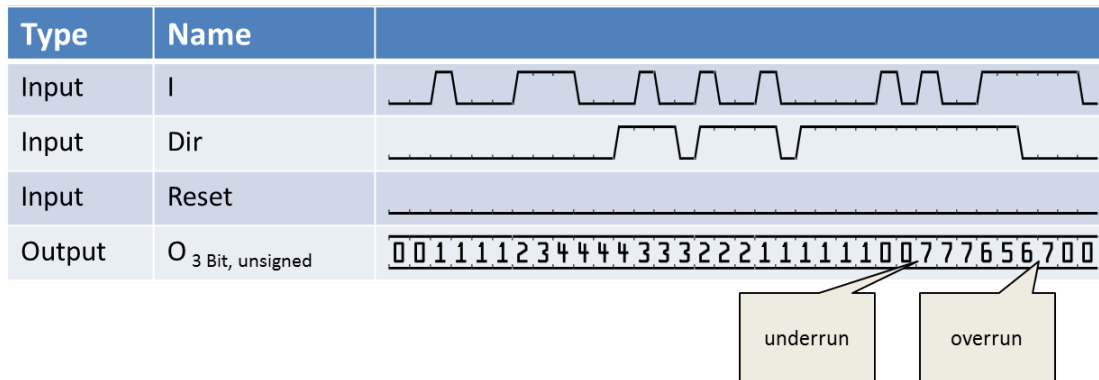 Type Name
Input I
Input Dir
Input Reset
Output O 3 Bit, unsigned 0 0 1 1 1 1 2 3 4 4 4 4 3 3 3 2 2 2 1 1 1 1 1 1 0 0 7 7 7 6 5 6 7 0 0
underrun overrun